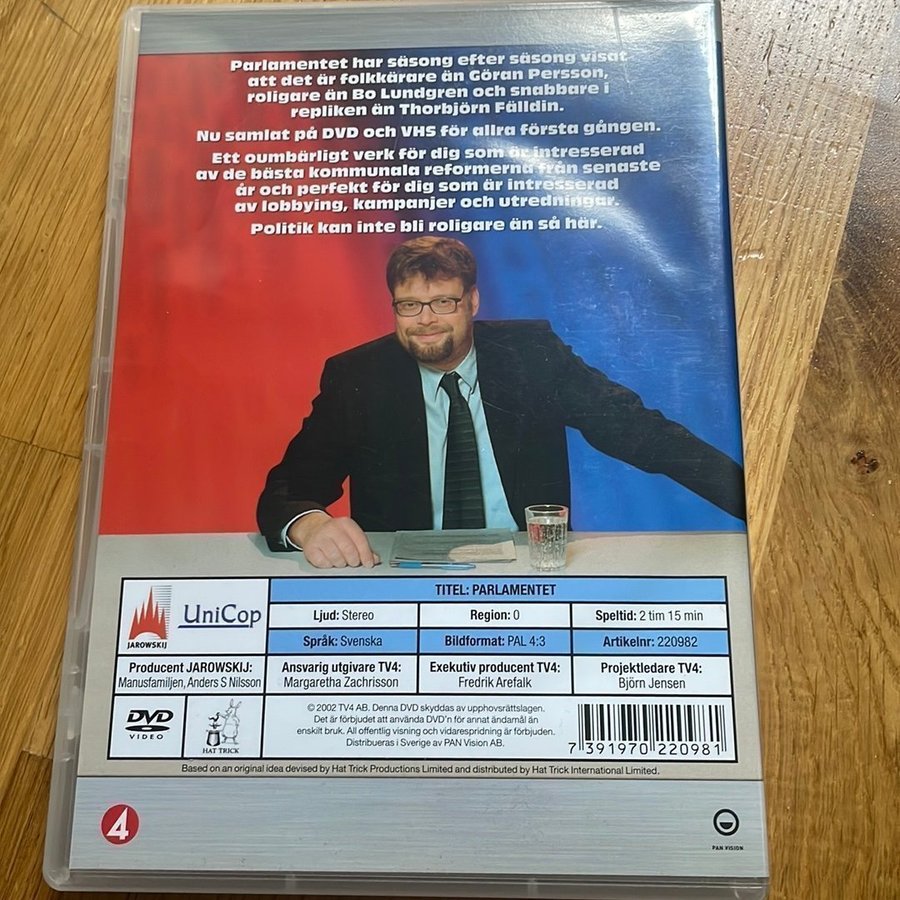 Parlamentet har säsong efter säsong visat
att det är folkkärare än Göran Persson,
roligare än Bo Lundgren och snabbare i
repliken än Thorbjörn Fälldin.
Nu samlat på DVD och VHS för allra första gången.
Ett oumbärligt verk för dig som är intresserad
av de bästa kommunala reformerna från senaste
år och perfekt för dig som är intresserad
av lobbying, kampanjer och utredningar.
Politik kan inte bli roligare än så här.
JAROWSKIJ
UniCop
TITEL: PARLAMENTET
Ljud: Stereo
Region: 0
Speltid: 2 tim 15 min
Språk: Svenska
Bildformat: PAL 4:3
Artikelnr: 220982
Producent JAROWSKIJ:
Manusfamiljen, Anders S Nilsson
Ansvarig utgivare TV4:
Margaretha Zachrisson
Exekutiv producent TV4:
Fredrik Arefalk
Projektledare TV4:
Björn Jensen
DVD
VIDEO
HAT TRICK
© 2002 TV4 AB. Denna DVD skyddas av upphovsrättslagen.
Det är förbjudet att använda DVD'n för annat ändamål än
enskilt bruk. All offentlig visning och vidarespridning är förbjuden.
Distribueras i Sverige av PAN Vision AB.
7 391970 220981
Based on an original idea devised by Hat Trick Productions Limited and distributed by Hat Trick International Limited.
4
PAN VISION